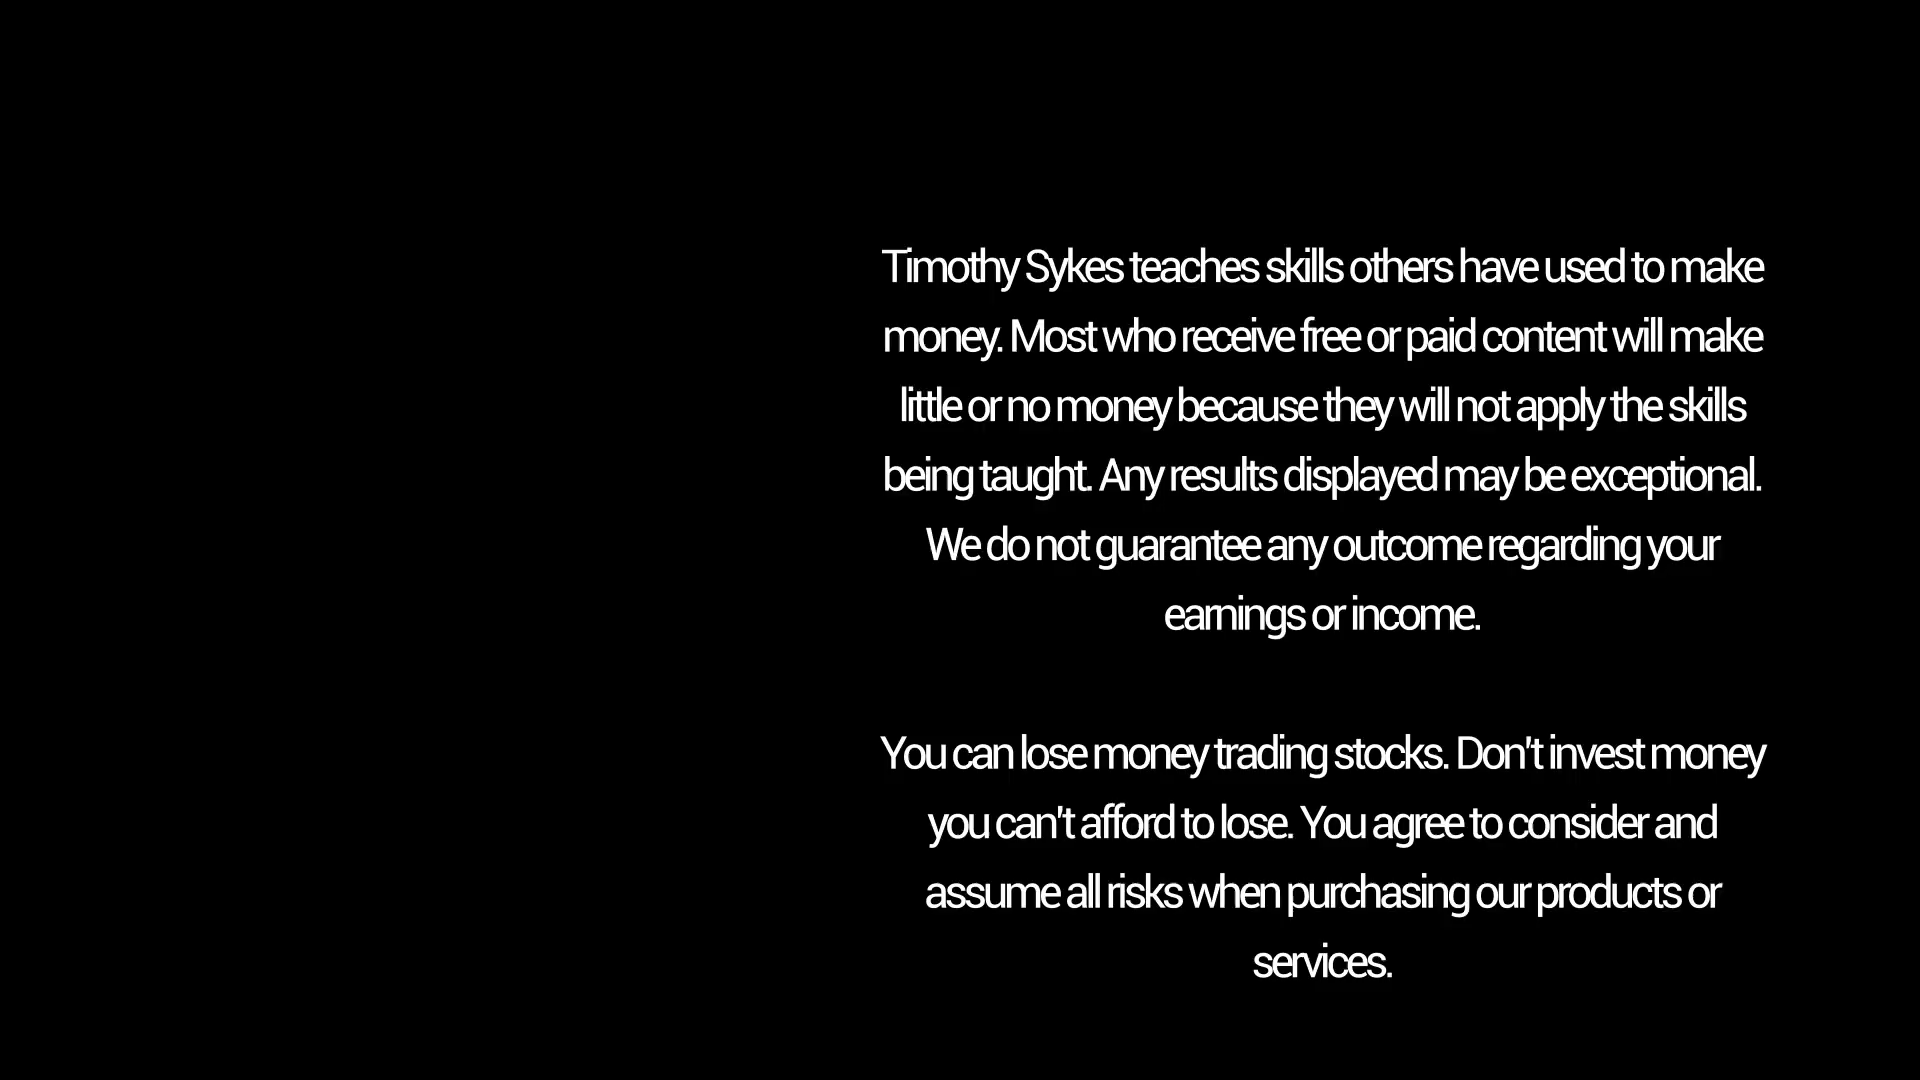 Timothy Sykes teaches skills others have used to make
money. Most who receive free or paid content will make
little or no money because they will not apply the skills
being taught. Any results displayed may be exceptional.
We do not guarantee any outcome regarding your
earnings or income.
You can lose money trading stocks. Don't invest money
you can't afford to lose. You agree to consider and
assume all risks when purchasing our products or
services.